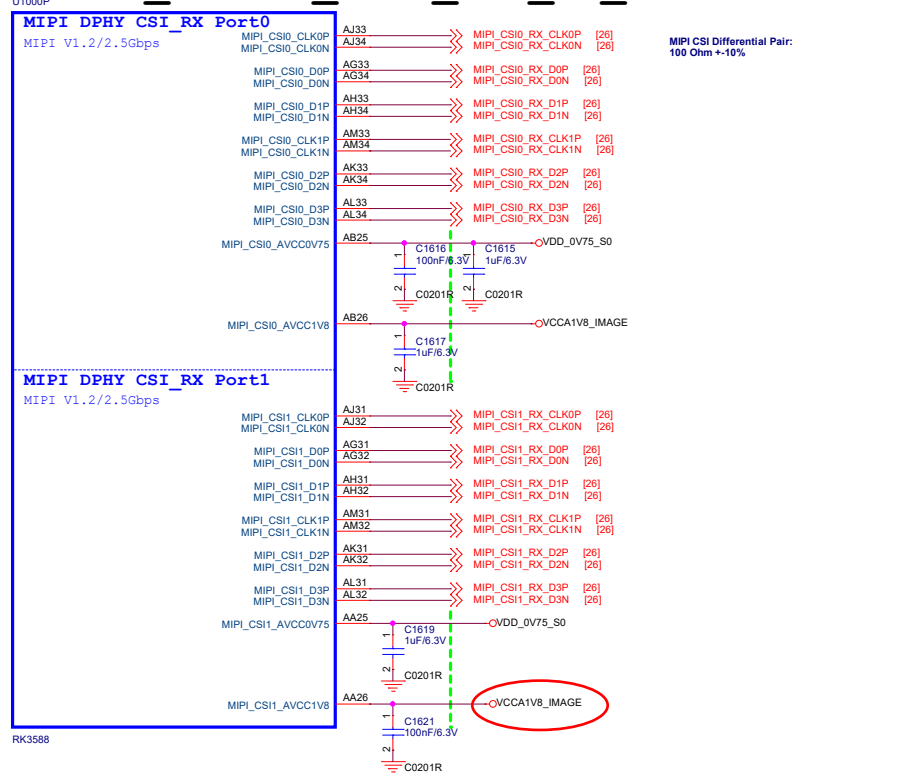 U1000P
MIPI DPHY CSI_RX Port0
MIPI V1.2/2.5Gbps
MIPI CSI Differential Pair:
100 Ohm +-10%
MIPI_CSI0_CLK0P AJ33 MIPI_CSI0_RX_CLK0P [26]
MIPI_CSI0_CLK0N AJ34 MIPI_CSI0_RX_CLK0N [26]
MIPI_CSI0_D0P AG33 MIPI_CSI0_RX_D0P [26]
MIPI_CSI0_D0N AG34 MIPI_CSI0_RX_D0N [26]
MIPI_CSI0_D1P AH33 MIPI_CSI0_RX_D1P [26]
MIPI_CSI0_D1N AH34 MIPI_CSI0_RX_D1N [26]
MIPI_CSI0_CLK1P AM33 MIPI_CSI0_RX_CLK1P [26]
MIPI_CSI0_CLK1N AM34 MIPI_CSI0_RX_CLK1N [26]
MIPI_CSI0_D2P AK33 MIPI_CSI0_RX_D2P [26]
MIPI_CSI0_D2N AK34 MIPI_CSI0_RX_D2N [26]
MIPI_CSI0_D3P AL33 MIPI_CSI0_RX_D3P [26]
MIPI_CSI0_D3N AL34 MIPI_CSI0_RX_D3N [26]
MIPI_CSI0_AVCC0V75 AB25 VDD_0V75_S0
1 C1616 1 C1615
100nF/6.3V 1uF/6.3V
2 C0201R 2 C0201R
MIPI_CSI0_AVCC1V8 AB26 VCCA1V8_IMAGE
1 C1617
1uF/6.3V
2 C0201R
MIPI DPHY CSI_RX Port1
MIPI V1.2/2.5Gbps
MIPI_CSI1_CLK0P AJ31 MIPI_CSI1_RX_CLK0P [26]
MIPI_CSI1_CLK0N AJ32 MIPI_CSI1_RX_CLK0N [26]
MIPI_CSI1_D0P AG31 MIPI_CSI1_RX_D0P [26]
MIPI_CSI1_D0N AG32 MIPI_CSI1_RX_D0N [26]
MIPI_CSI1_D1P AH31 MIPI_CSI1_RX_D1P [26]
MIPI_CSI1_D1N AH32 MIPI_CSI1_RX_D1N [26]
MIPI_CSI1_CLK1P AM31 MIPI_CSI1_RX_CLK1P [26]
MIPI_CSI1_CLK1N AM32 MIPI_CSI1_RX_CLK1N [26]
MIPI_CSI1_D2P AK31 MIPI_CSI1_RX_D2P [26]
MIPI_CSI1_D2N AK32 MIPI_CSI1_RX_D2N [26]
MIPI_CSI1_D3P AL31 MIPI_CSI1_RX_D3P [26]
MIPI_CSI1_D3N AL32 MIPI_CSI1_RX_D3N [26]
MIPI_CSI1_AVCC0V75 AA25 VDD_0V75_S0
1 C1619
1uF/6.3V
2 C0201R
MIPI_CSI1_AVCC1V8 AA26 VCCA1V8_IMAGE
1 C1621
100nF/6.3V
2 C0201R
RK3588